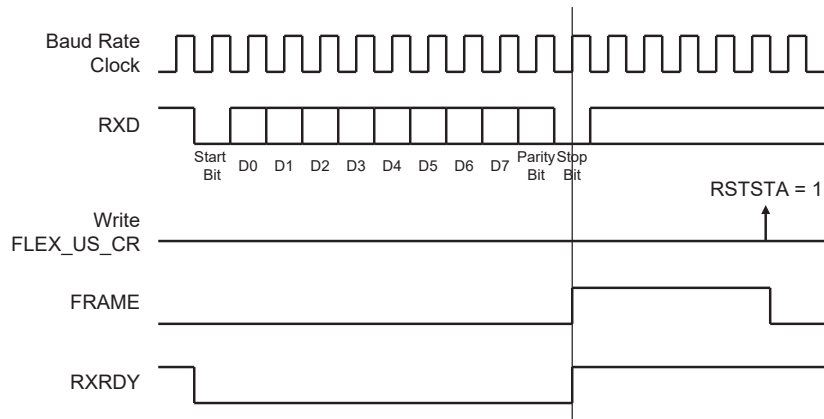 Baud Rate
Clock
RXD
Start
Bit
D0 D1 D2 D3 D4 D5 D6 D7
Parity
Bit
Stop
Bit
RSTSTA = 1
Write
FLEX_US_CR
FRAME
RXRDY